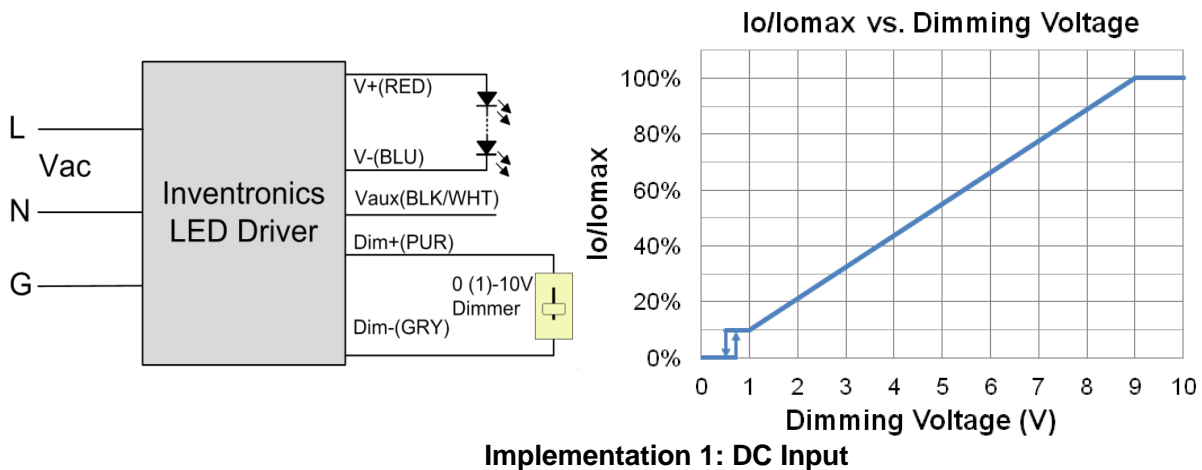 L
Vac
N
G
Inventronics
LED Driver
V+(RED)
V-(BLU)
Vaux(BLK/WHT)
Dim+(PUR)
0 (1)-10V
Dimmer
Dim-(GRY)
Io/Iomax vs. Dimming Voltage
Io/Iomax
100%
80%
60%
40%
20%
0%
0 1 2 3 4 5 6 7 8 9 10
Dimming Voltage (V)
Implementation 1: DC Input